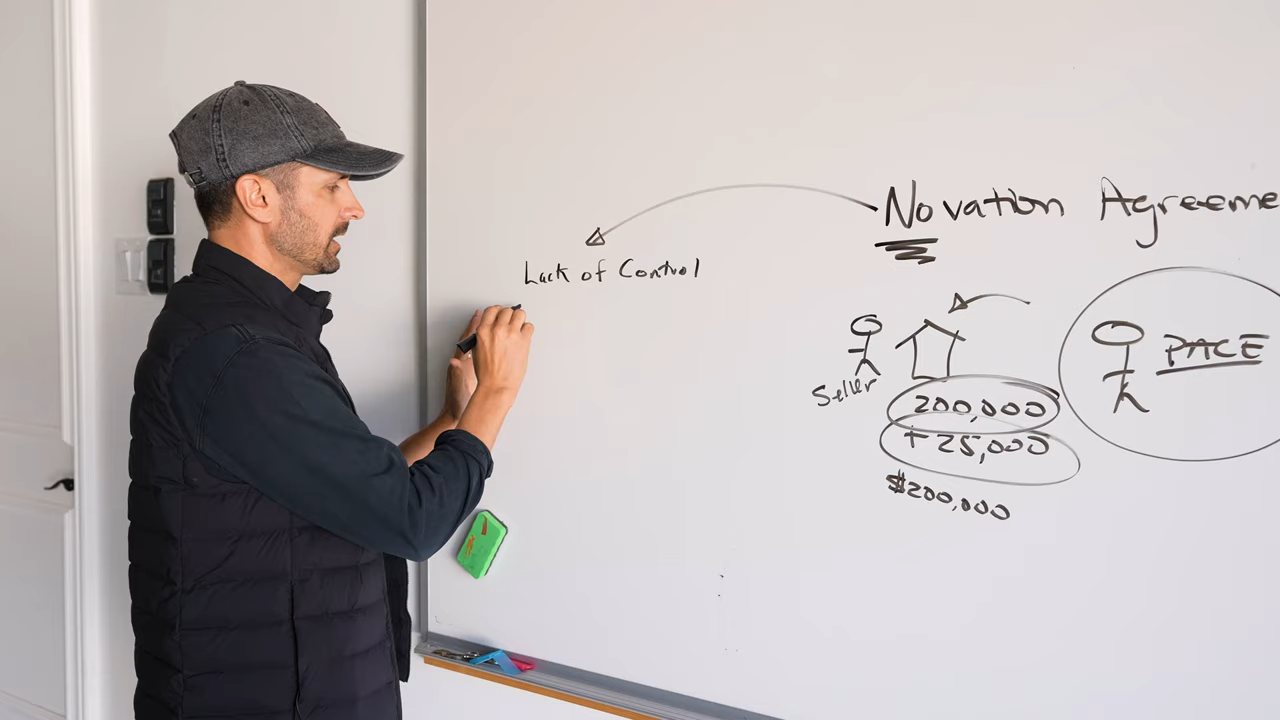 Novation Agreeme
Lack of Control
PACE
Seller
200,000
+ 25,000
$200,000